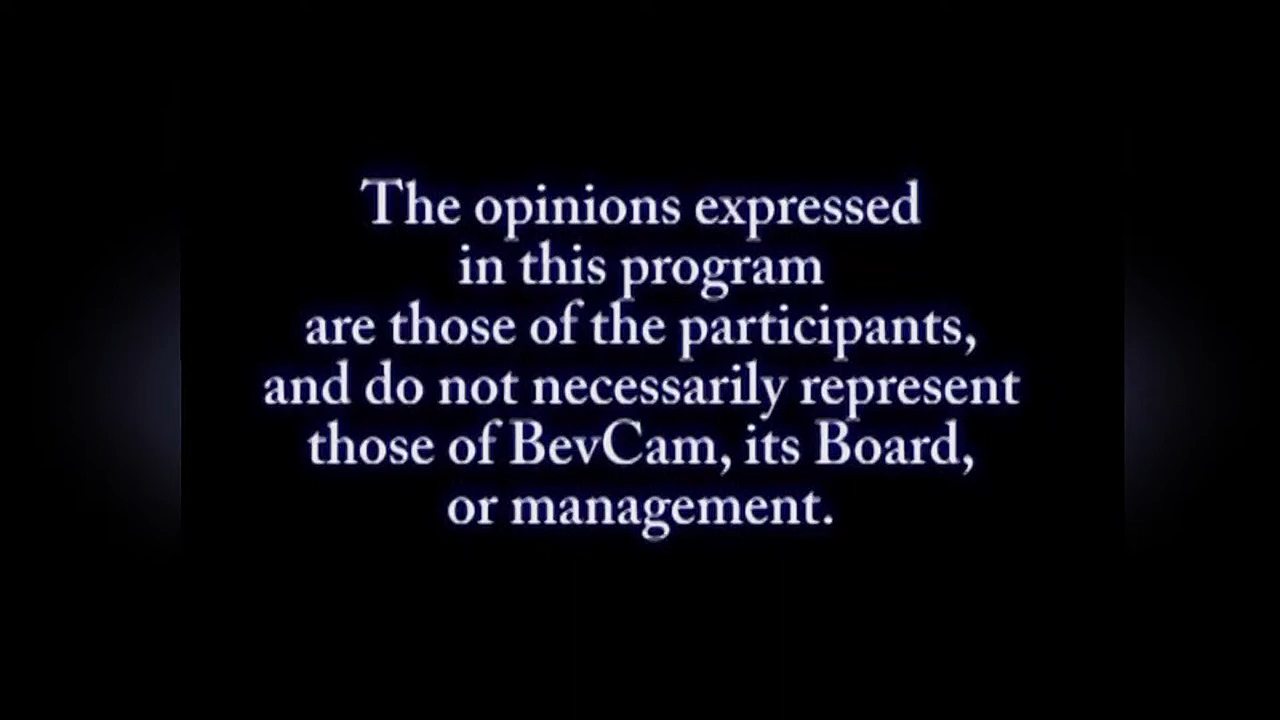 The opinions expressed
in this program
are those of the participants,
and do not necessarily represent
those of BevCam, its Board,
or management.